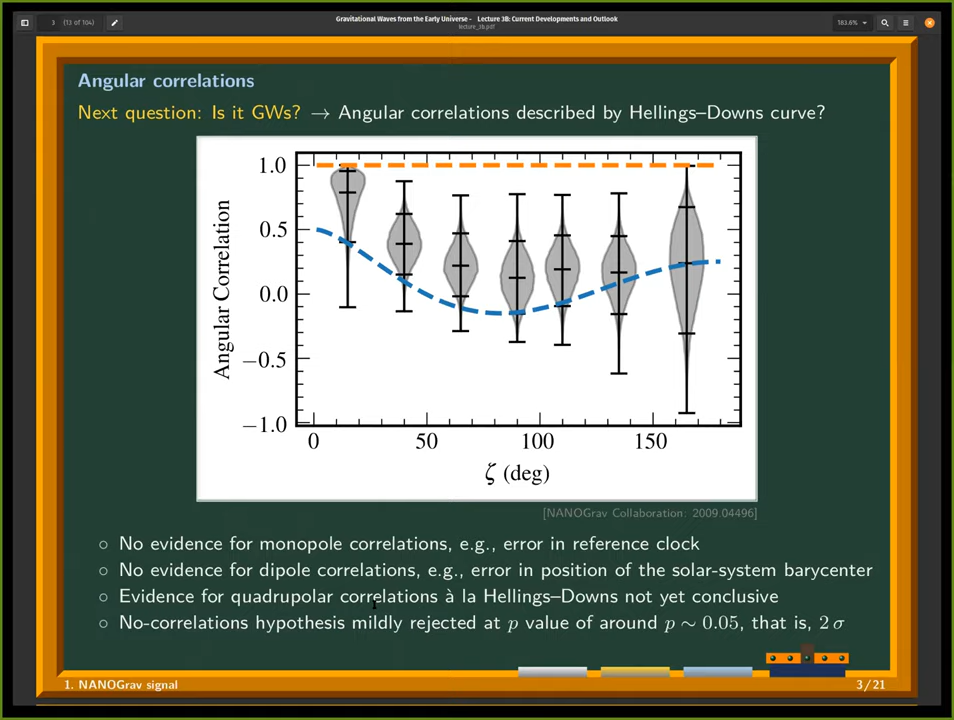 3 (13 of 104)
Gravitational Waves from the Early Universe – Lecture 3B: Current Developments and Outlook
lecture_3b.pdf
183.6%
Angular correlations
Next question: Is it GWs? → Angular correlations described by Hellings–Downs curve?
1.0
0.5
0.0
−0.5
−1.0
Angular Correlation
0 50 100 150
ζ (deg)
[NANOGrav Collaboration: 2009.04496]
○ No evidence for monopole correlations, e.g., error in reference clock
○ No evidence for dipole correlations, e.g., error in position of the solar-system barycenter
○ Evidence for quadrupolar correlations à la Hellings–Downs not yet conclusive
○ No-correlations hypothesis mildly rejected at p value of around p ∼ 0.05, that is, 2 σ
1. NANOGrav signal
3/21